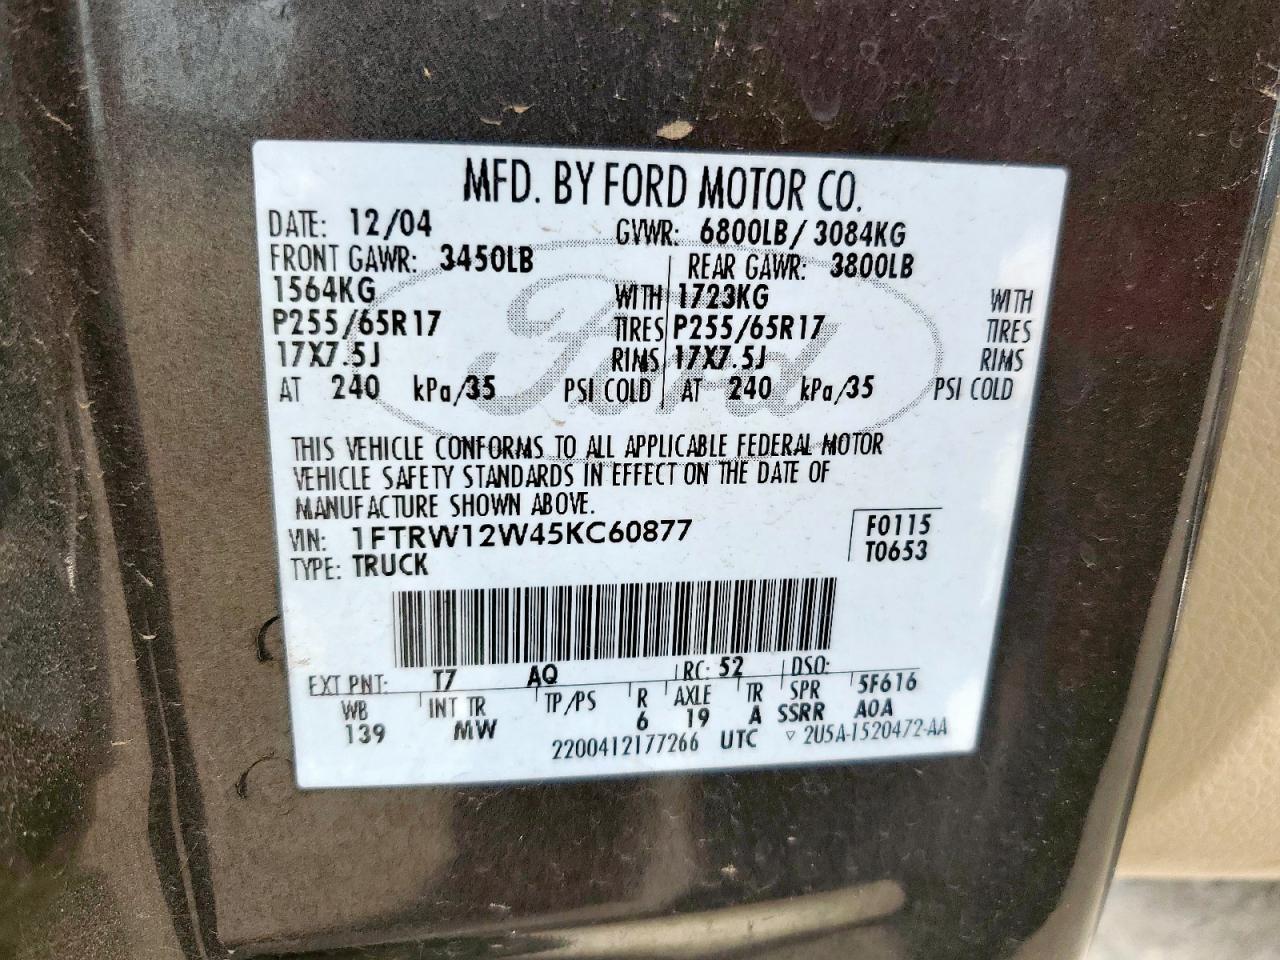 MFD. BY FORD MOTOR CO.
DATE: 12/04 GVWR: 6800LB/ 3084KG
FRONT GAWR: 3450LB REAR GAWR: 3800LB
1564KG WITH 1723KG WITH
P255/65R17 TIRES P255/65R17 TIRES
17X7.5J RIMS 17X7.5J RIMS
AT 240 kPa/35 PSI COLD AT 240 kPa/35 PSI COLD
Ford
THIS VEHICLE CONFORMS TO ALL APPLICABLE FEDERAL MOTOR
VEHICLE SAFETY STANDARDS IN EFFECT ON THE DATE OF
MANUFACTURE SHOWN ABOVE.
VIN: 1FTRW12W45KC60877 F0115
TYPE: TRUCK T0653
EXT PNT: T7 AQ RC: 52 DSO:
WB INT TR TP/PS R AXLE TR SPR 5F616
139 MW 6 19 A SSRR A0A
2200412177266 UTC ▽ 2U5A-1520472-AA